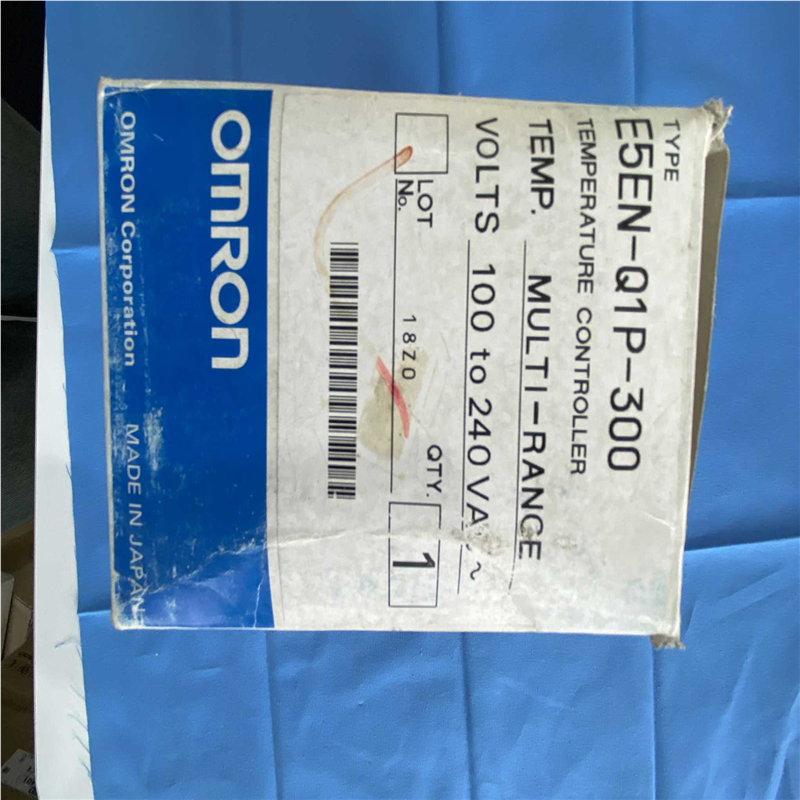 TYPE
E5EN-Q1P-300
TEMPERATURE CONTROLLER
TEMP. MULTI-RANGE
VOLTS 100 to 240 VA
LOT No. 18Z0
QTY. 1
OMRON
OMRON Corporation MADE IN JAPAN